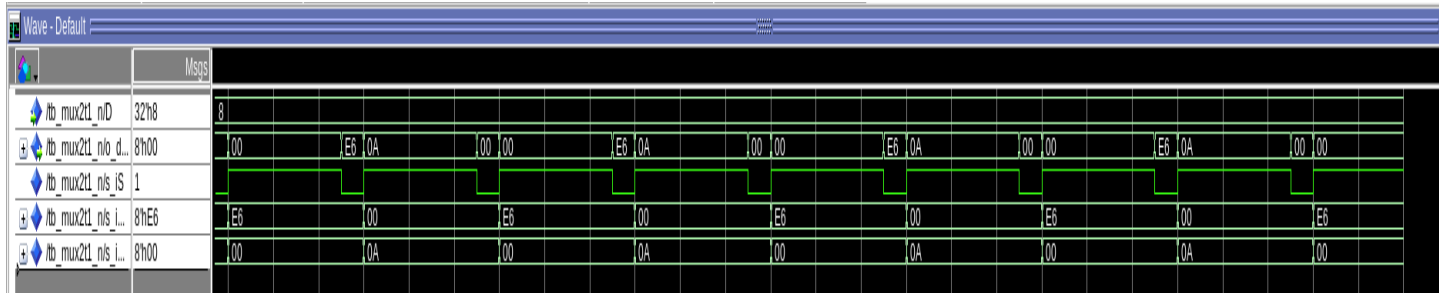 Wave - Default
Msgs
/tb_mux2t1_n/D 32'h8 8
/tb_mux2t1_n/o_d... 8'h00 00 E6 0A 00 00 E6 0A 00 00 E6 0A 00 00 E6 0A 00 00
/tb_mux2t1_n/s_iS 1
/tb_mux2t1_n/s_i... 8'hE6 E6 00 E6 00 E6 00 E6 00 E6
/tb_mux2t1_n/s_i... 8'h00 00 0A 00 0A 00 0A 00 0A 00